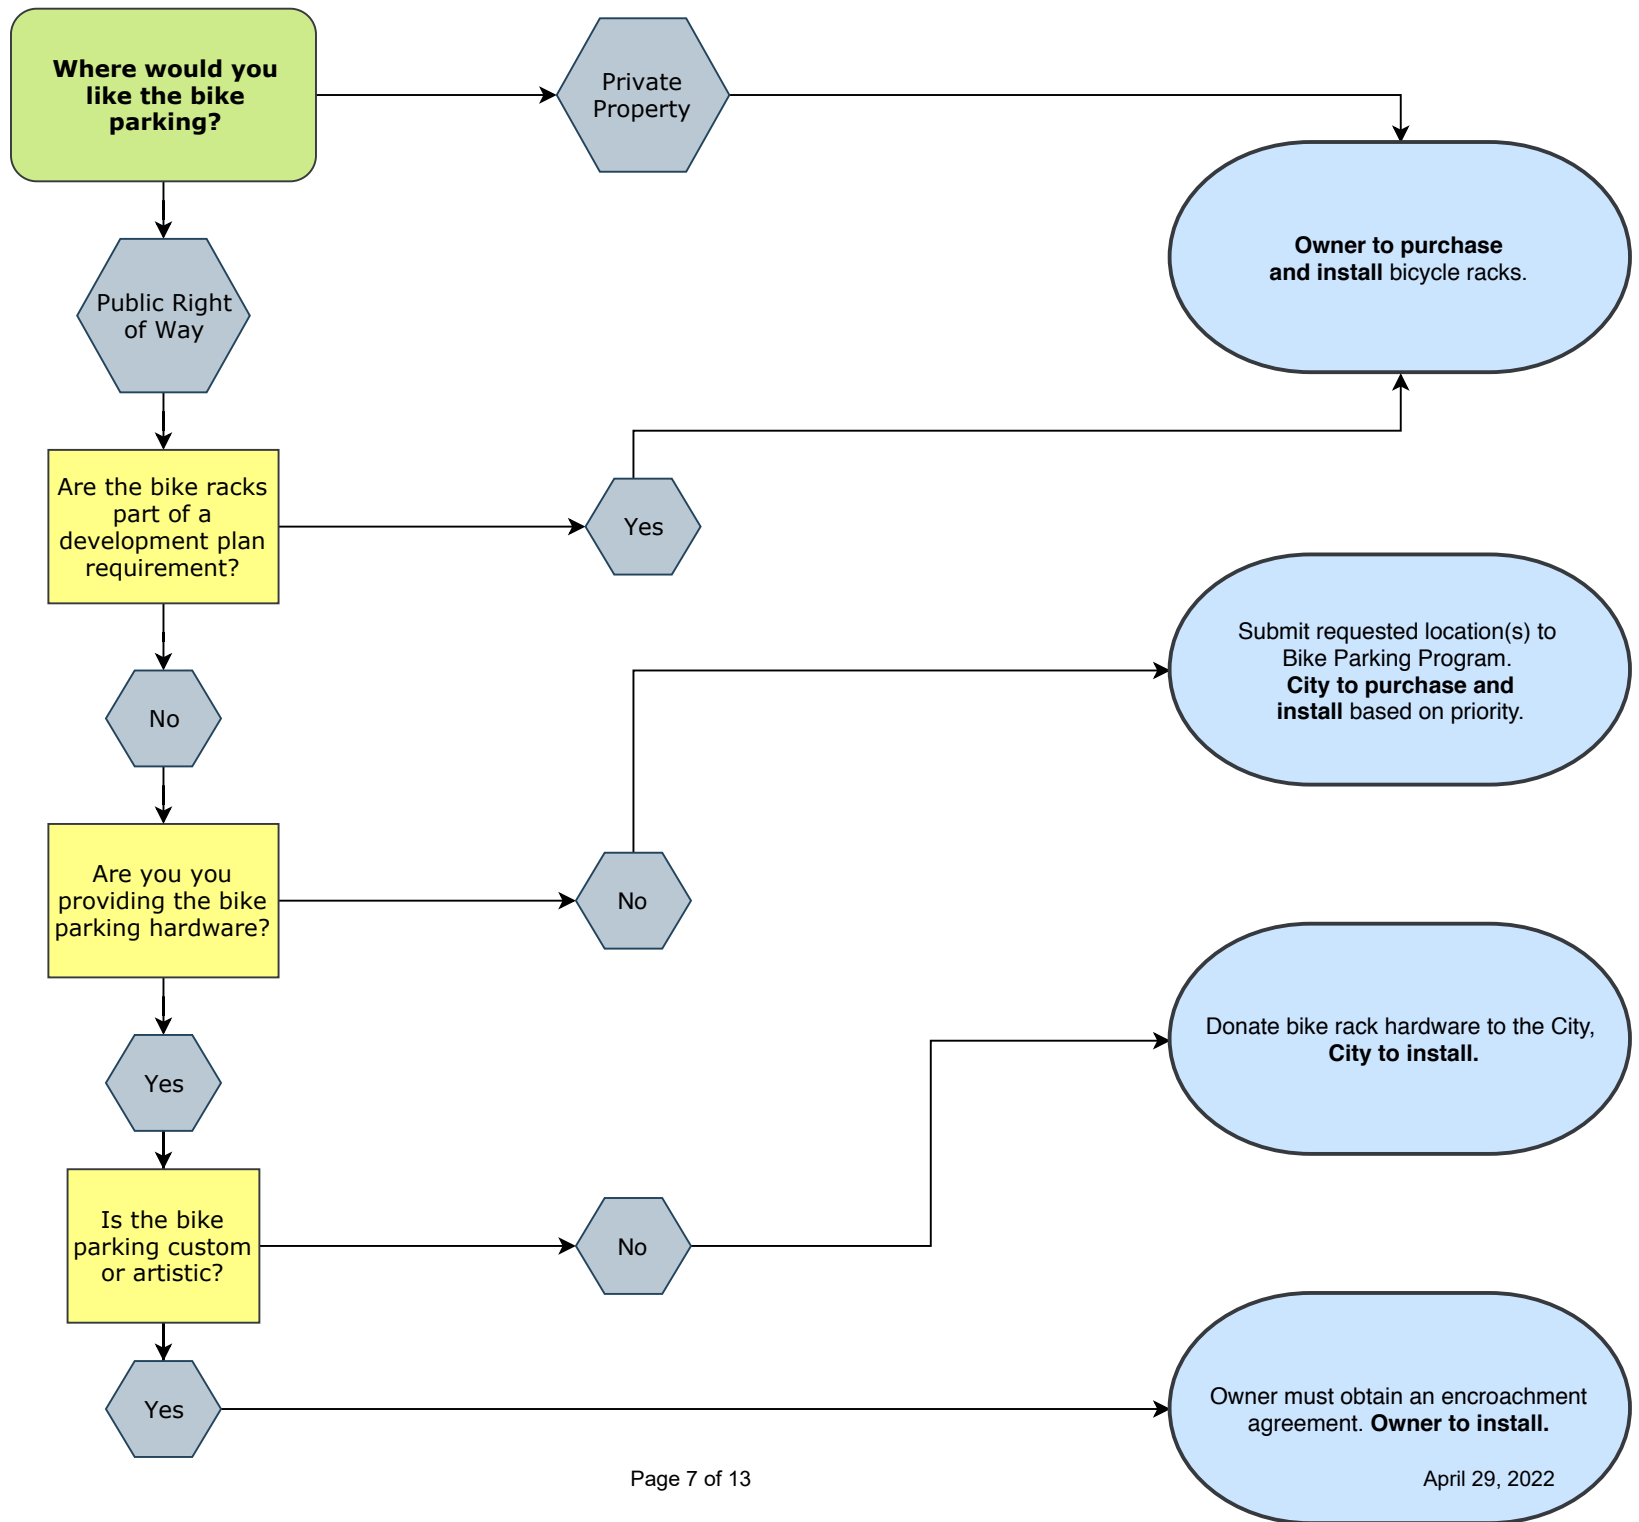 Where would you
like the bike
parking?
Private
Property
Owner to purchase
and install bicycle racks.
Public Right
of Way
Are the bike racks
part of a
development plan
requirement?
Yes
Submit requested location(s) to
Bike Parking Program.
City to purchase and
install based on priority.
No
Are you you
providing the bike
parking hardware?
No
Donate bike rack hardware to the City,
City to install.
Yes
Is the bike
parking custom
or artistic?
No
Yes
Owner must obtain an encroachment
agreement. Owner to install.
Page 7 of 13
April 29, 2022